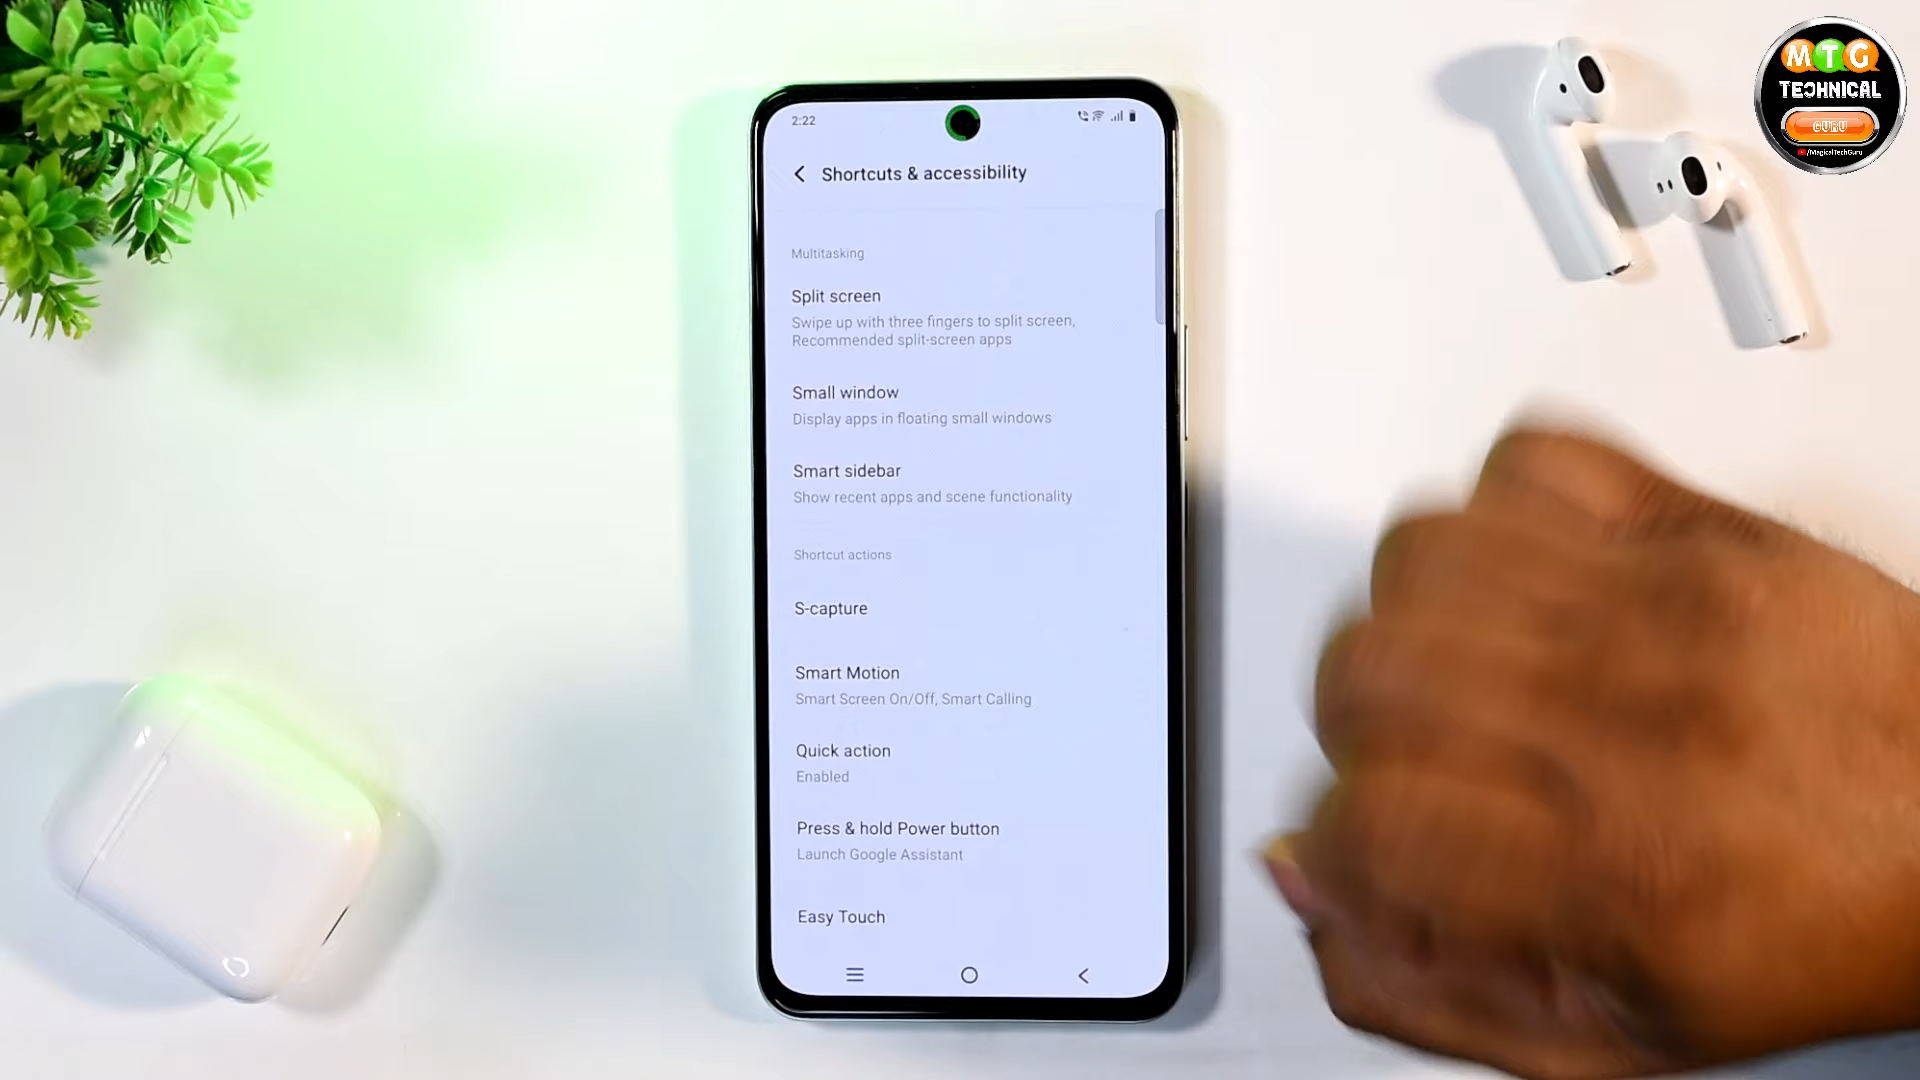 MTG
TECHNICAL
GURU
/MagicalTechGuru
2:22
Shortcuts & accessibility
Multitasking
Split screen
Swipe up with three fingers to split screen,
Recommended split-screen apps
Small window
Display apps in floating small windows
Smart sidebar
Show recent apps and scene functionality
Shortcut actions
S-capture
Smart Motion
Smart Screen On/Off, Smart Calling
Quick action
Enabled
Press & hold Power button
Launch Google Assistant
Easy Touch